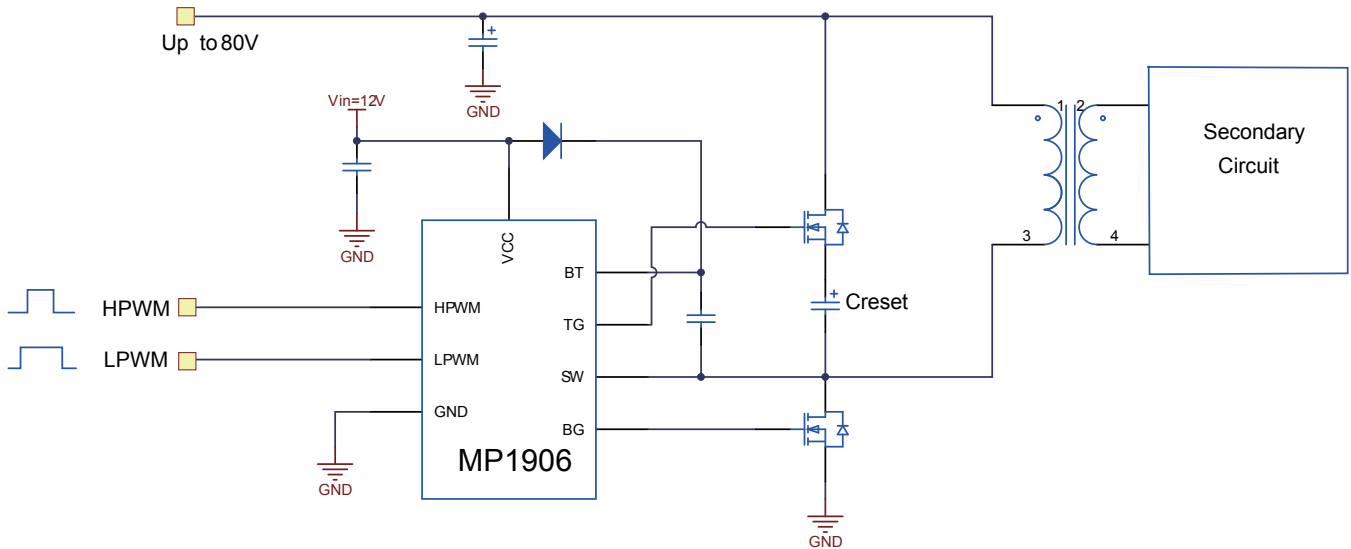 Up to 80V
+
GND
Vin=12V
GND
VCC
1 2
3 4
Secondary
Circuit
BT
TG
SW
BG
+
Creset
HPWM
HPWM
LPWM
LPWM
GND
MP1906
GND
GND